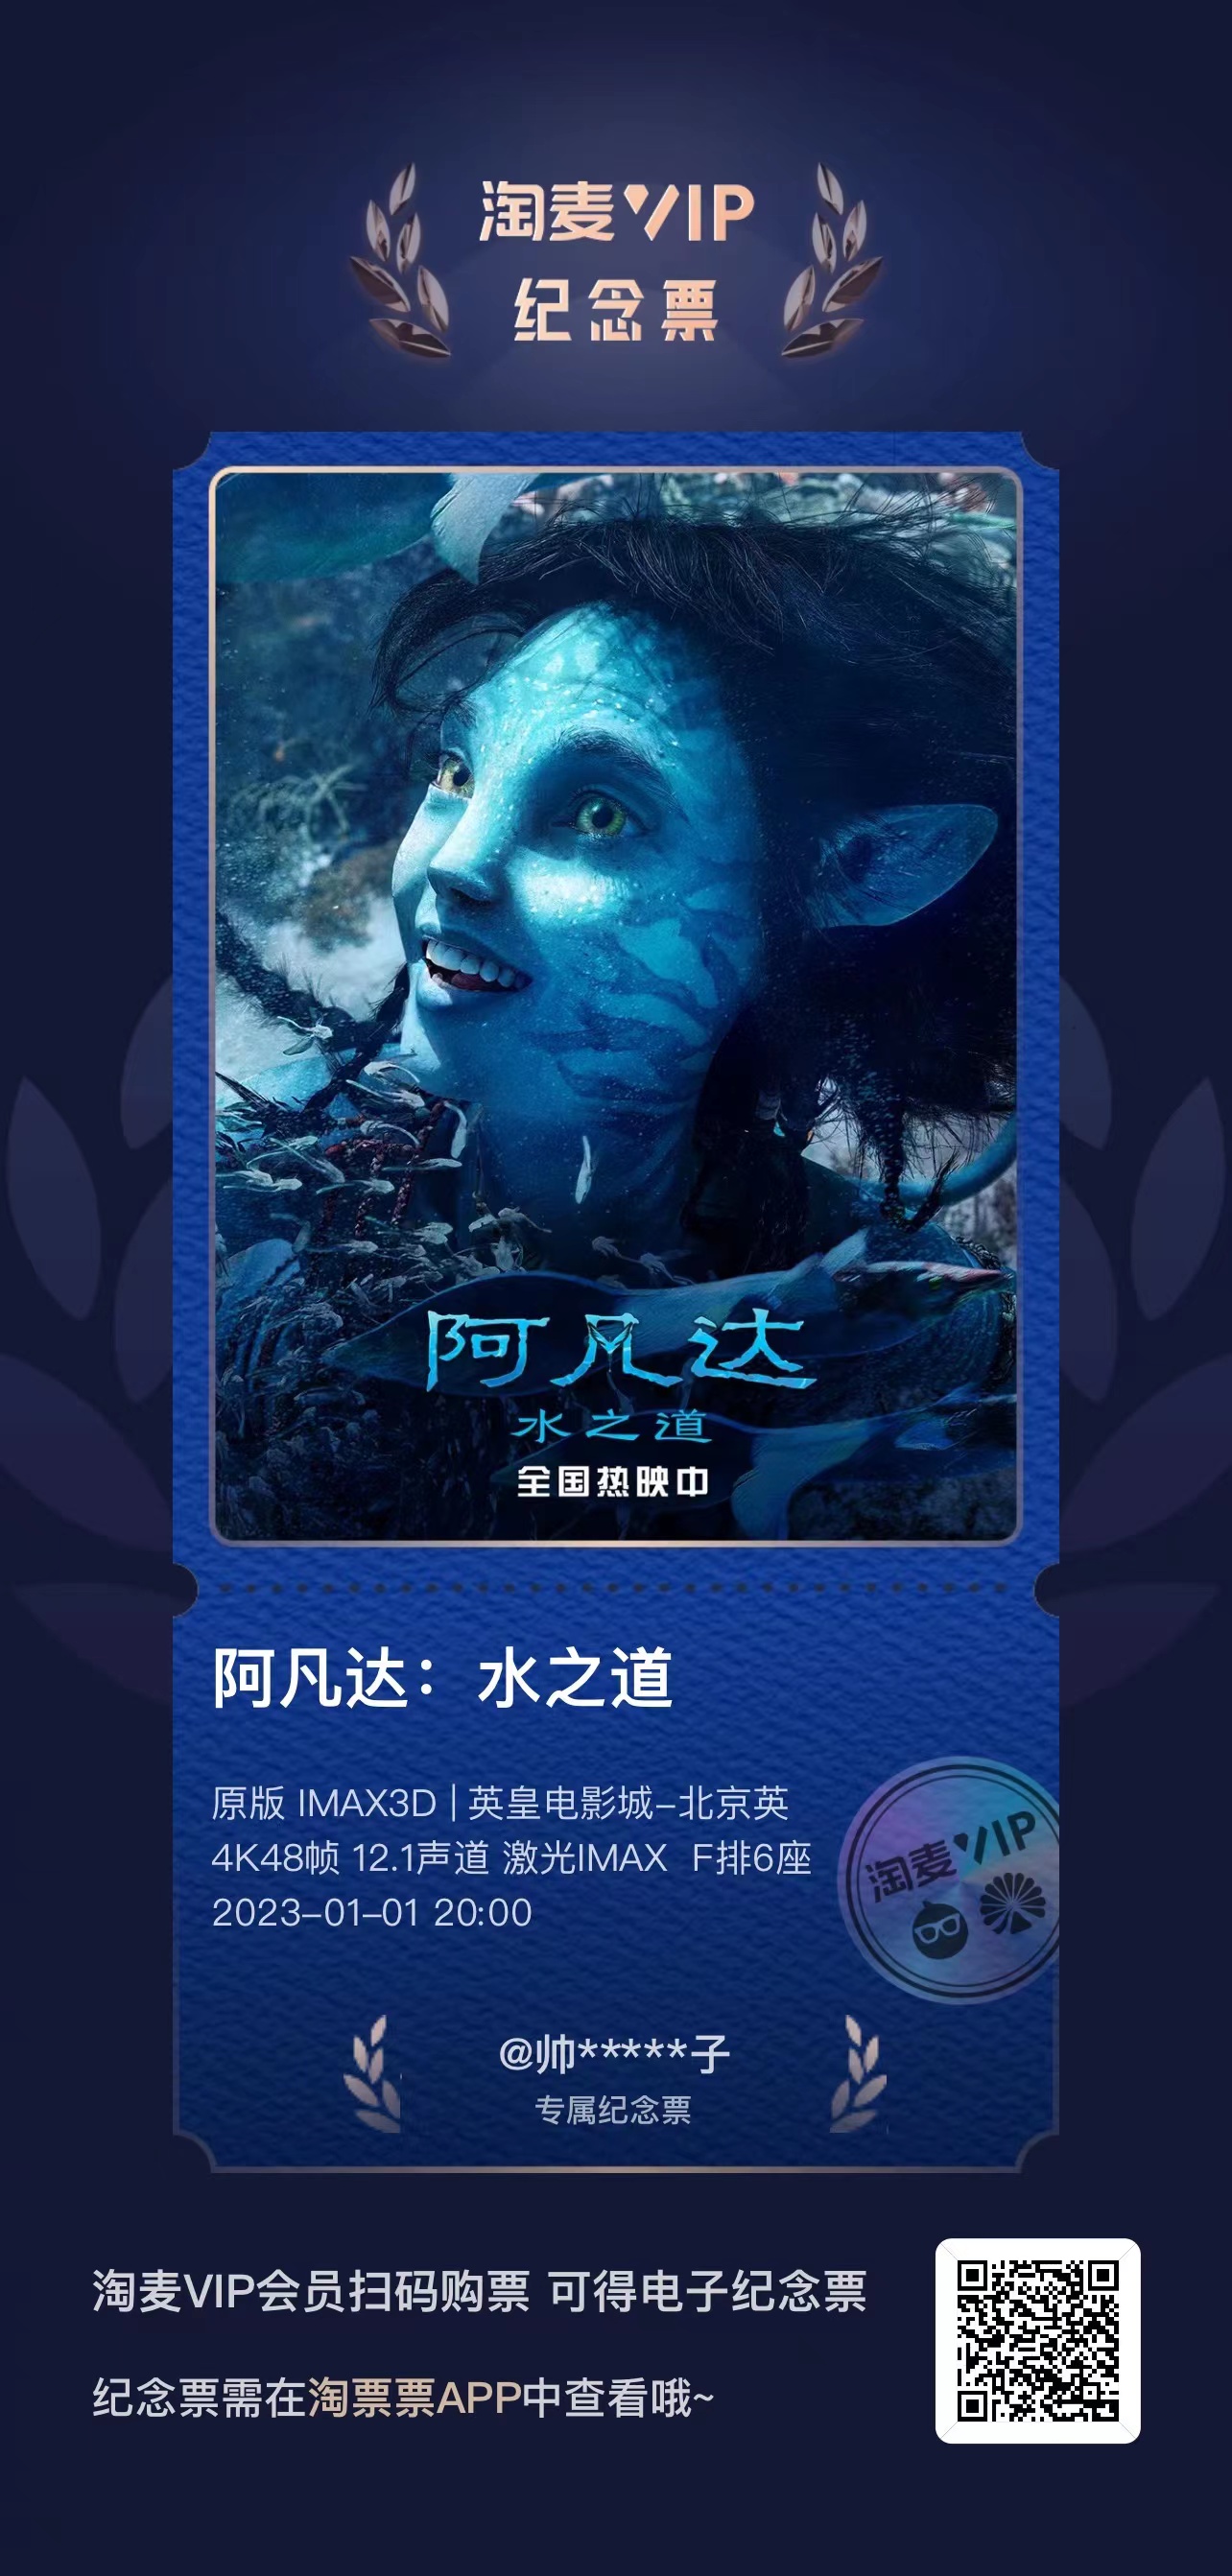 淘麦VIP
纪念票
阿凡达
水之道
全国热映中
阿凡达：水之道
原版 IMAX3D | 英皇电影城-北京英
4K48帧 12.1声道 激光IMAX F排6座
2023-01-01 20:00
淘麦VIP
@帅*****子
专属纪念票
淘麦VIP会员扫码购票 可得电子纪念票
纪念票需在淘票票APP中查看哦~